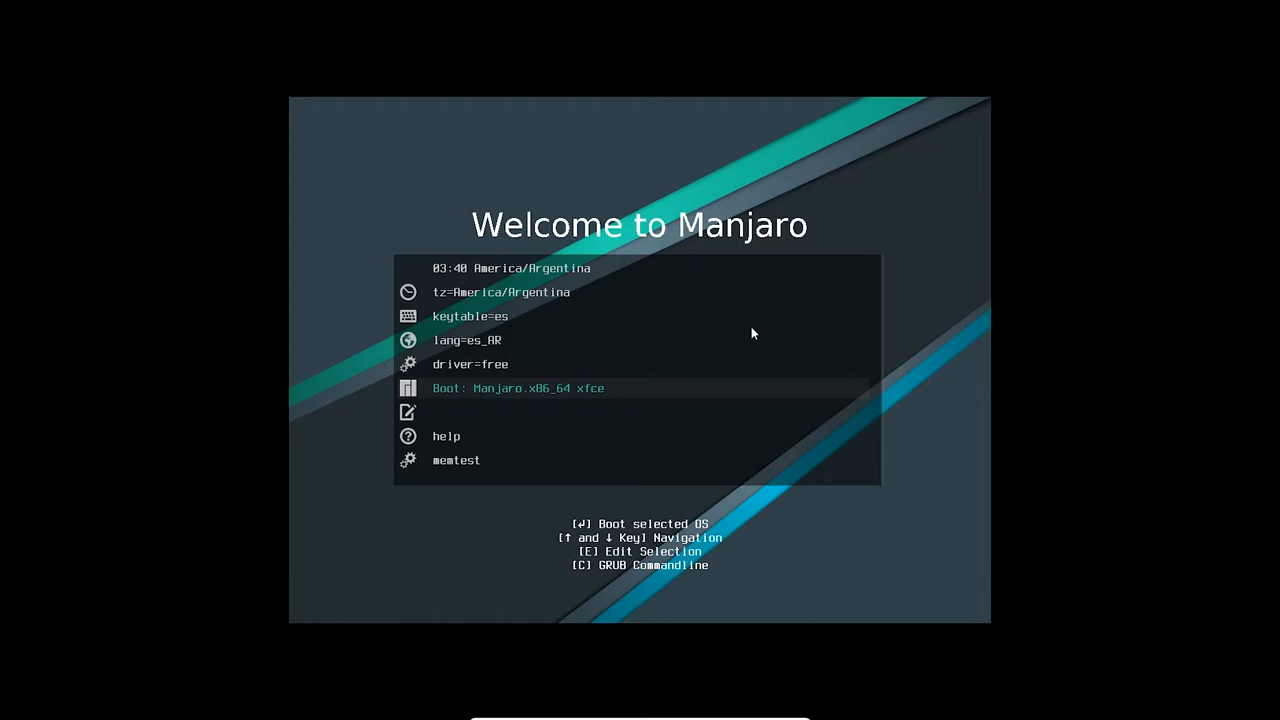 Welcome to Manjaro
03:40 America/Argentina
tz=America/Argentina
keytable=es
lang=es_AR
driver=free
Boot: Manjaro.x86_64 xfce
help
memtest
[↲] Boot selected OS
[↑ and ↓ Key] Navigation
[E] Edit Selection
[C] GRUB Commandline